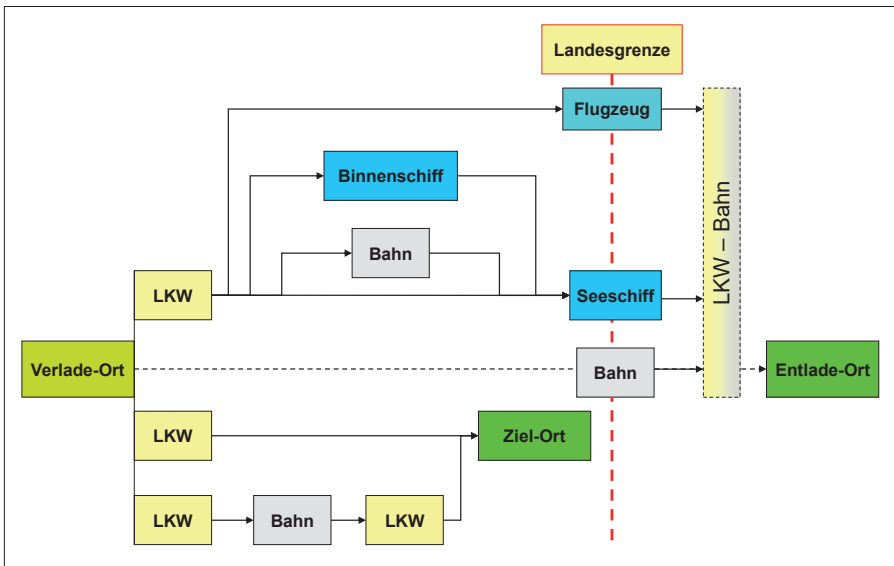 Landesgrenze
Flugzeug
Binnenschiff
Bahn
LKW
Seeschiff
LKW – Bahn
Verlade-Ort
Bahn
Entlade-Ort
LKW
Ziel-Ort
LKW
Bahn
LKW